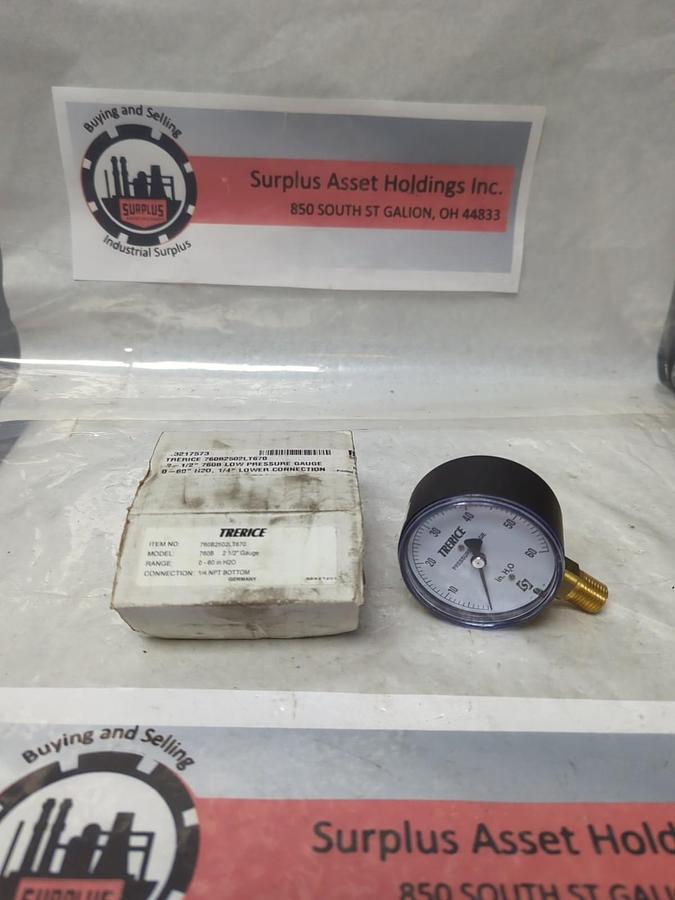 Buying and Selling
SURPLUS
Industrial Surplus
Surplus Asset Holdings Inc.
850 SOUTH ST GALION, OH 44833
.3217573
TRERICE 760B2502LT670
2-1/2" 760B LOW PRESSURE GAUGE
0-60" H2O, 1/4" LOWER CONNECTION
TRERICE
ITEM NO: 760B2502LT670
MODEL: 760B 2 1/2" Gauge
RANGE: 0 - 60 in H2O
CONNECTION: 1/4 NPT BOTTOM
GERMANY
10
20
30
40
50
60
TRERICE
in. H₂O
Buying and Selling
SURPLUS
Surplus Asset Hold
850 SOUTH ST GALI